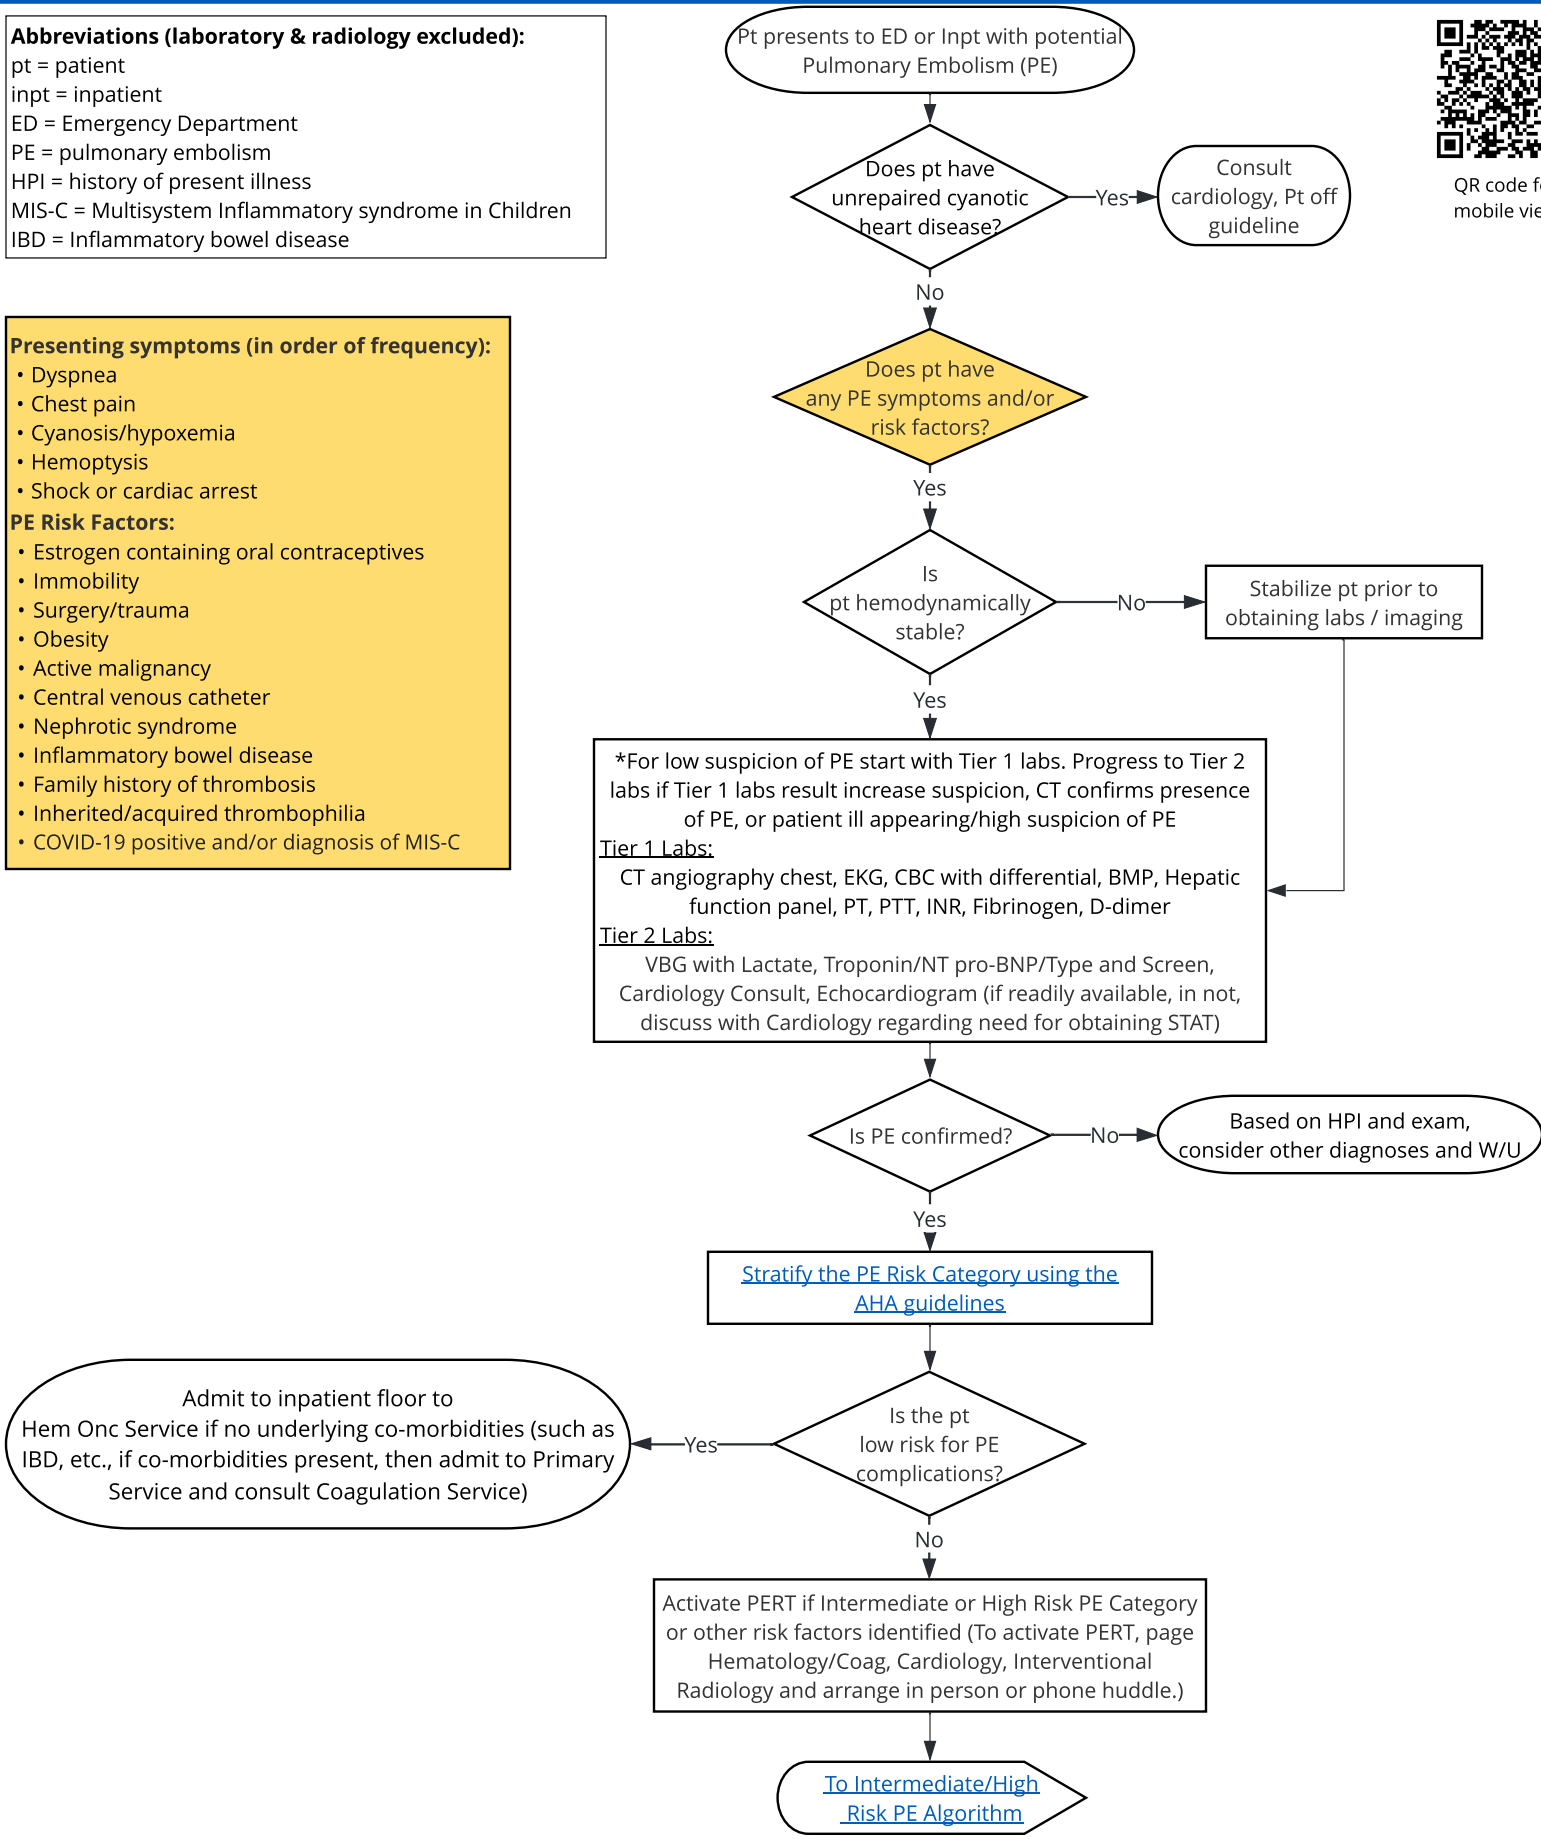 Abbreviations (laboratory & radiology excluded):
pt = patient
inpt = inpatient
ED = Emergency Department
PE = pulmonary embolism
HPI = history of present illness
MIS-C = Multisystem Inflammatory syndrome in Children
IBD = Inflammatory bowel disease
Pt presents to ED or Inpt with potential
Pulmonary Embolism (PE)
Does pt have
unrepaired cyanotic
heart disease?
Yes
Consult
cardiology, Pt off
guideline
QR code f
mobile vie
No
Presenting symptoms (in order of frequency):
• Dyspnea
• Chest pain
• Cyanosis/hypoxemia
• Hemoptysis
• Shock or cardiac arrest
PE Risk Factors:
• Estrogen containing oral contraceptives
• Immobility
• Surgery/trauma
• Obesity
• Active malignancy
• Central venous catheter
• Nephrotic syndrome
• Inflammatory bowel disease
• Family history of thrombosis
• Inherited/acquired thrombophilia
• COVID-19 positive and/or diagnosis of MIS-C
Does pt have
any PE symptoms and/or
risk factors?
Yes
Is
pt hemodynamically
stable?
No
Stabilize pt prior to
obtaining labs / imaging
Yes
*For low suspicion of PE start with Tier 1 labs. Progress to Tier 2
labs if Tier 1 labs result increase suspicion, CT confirms presence
of PE, or patient ill appearing/high suspicion of PE
Tier 1 Labs:
CT angiography chest, EKG, CBC with differential, BMP, Hepatic
function panel, PT, PTT, INR, Fibrinogen, D-dimer
Tier 2 Labs:
VBG with Lactate, Troponin/NT pro-BNP/Type and Screen,
Cardiology Consult, Echocardiogram (if readily available, in not,
discuss with Cardiology regarding need for obtaining STAT)
Is PE confirmed?
No
Based on HPI and exam,
consider other diagnoses and W/U
Yes
Stratify the PE Risk Category using the
AHA guidelines
Is the pt
low risk for PE
complications?
Yes
Admit to inpatient floor to
Hem Onc Service if no underlying co-morbidities (such as
IBD, etc., if co-morbidities present, then admit to Primary
Service and consult Coagulation Service)
No
Activate PERT if Intermediate or High Risk PE Category
or other risk factors identified (To activate PERT, page
Hematology/Coag, Cardiology, Interventional
Radiology and arrange in person or phone huddle.)
To Intermediate/High
Risk PE Algorithm